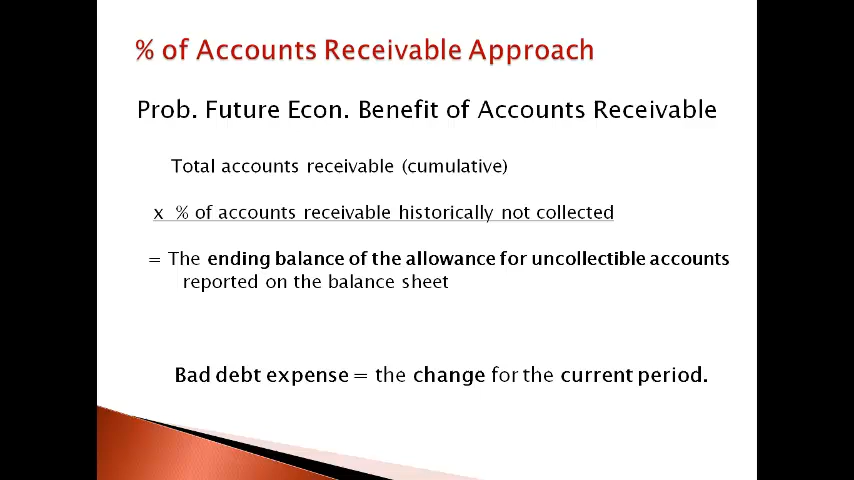 % of Accounts Receivable Approach
Prob. Future Econ. Benefit of Accounts Receivable
Total accounts receivable (cumulative)
x % of accounts receivable historically not collected
= The ending balance of the allowance for uncollectible accounts
reported on the balance sheet
Bad debt expense = the change for the current period.